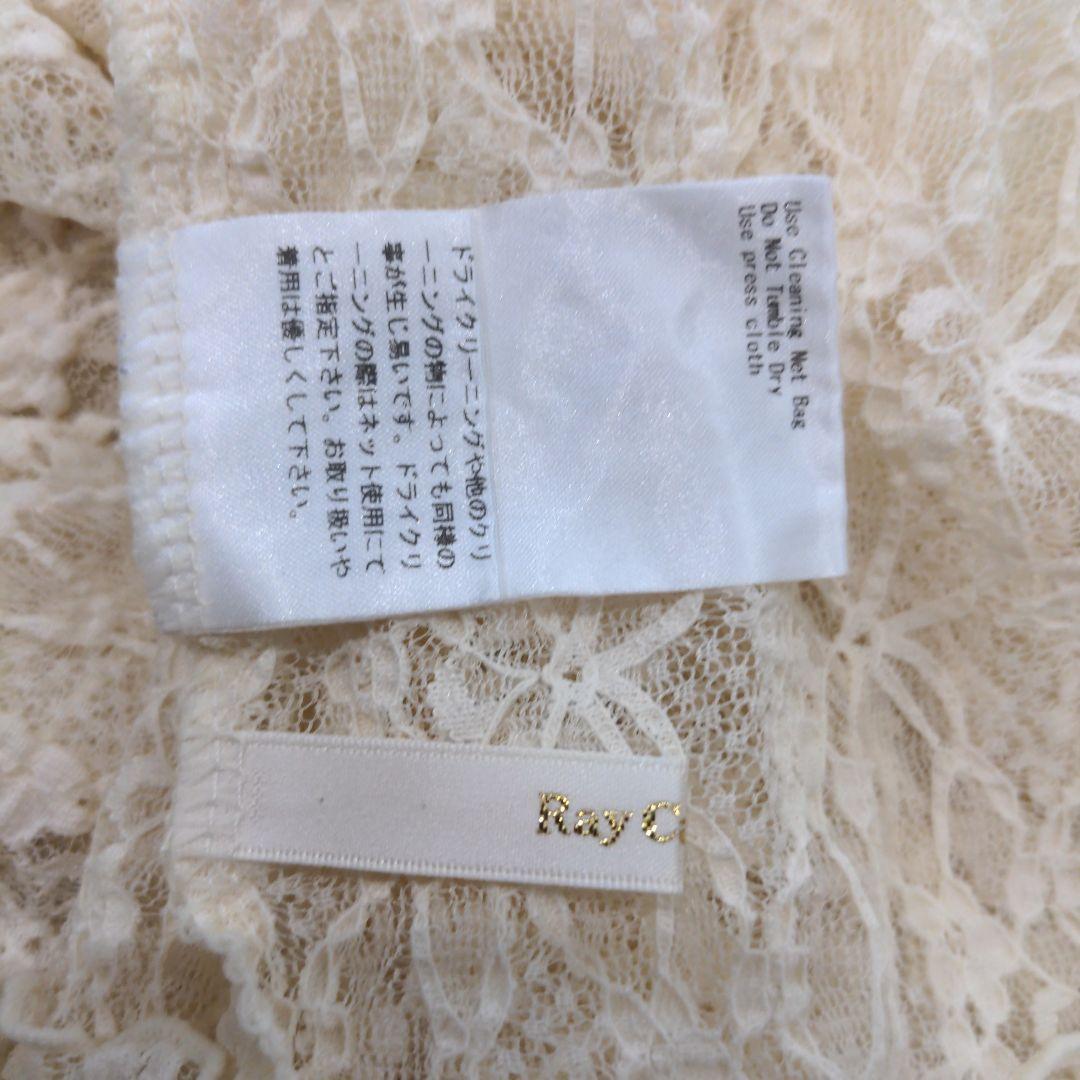 Use Cleaning Net Bag
Do Not Tumble Dry
Use press cloth
ドライクリーニングや他のクリ
ーニングの物によっても同様の
事が生じ易いです。ドライクリ
ーニングの際はネット使用にて
とご指定下さい。お取り扱いや
着用は優しくして下さい。
Ray C